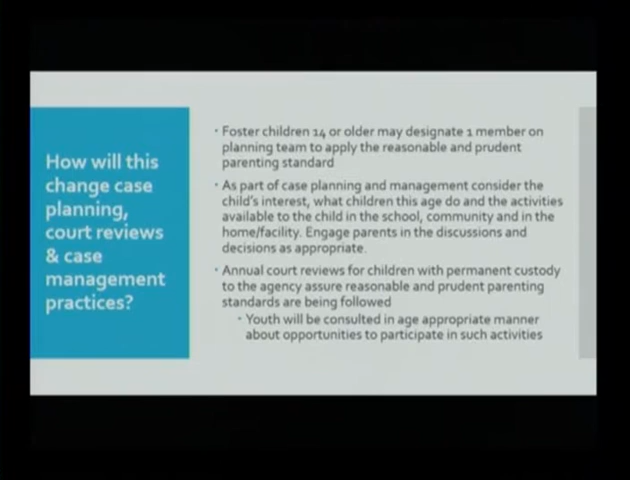 How will this
change case
planning,
court reviews
& case
management
practices?
• Foster children 14 or older may designate 1 member on
planning team to apply the reasonable and prudent
parenting standard
• As part of case planning and management consider the
child's interest, what children this age do and the activities
available to the child in the school, community and in the
home/facility. Engage parents in the discussions and
decisions as appropriate.
• Annual court reviews for children with permanent custody
to the agency assure reasonable and prudent parenting
standards are being followed
• Youth will be consulted in age appropriate manner
about opportunities to participate in such activities